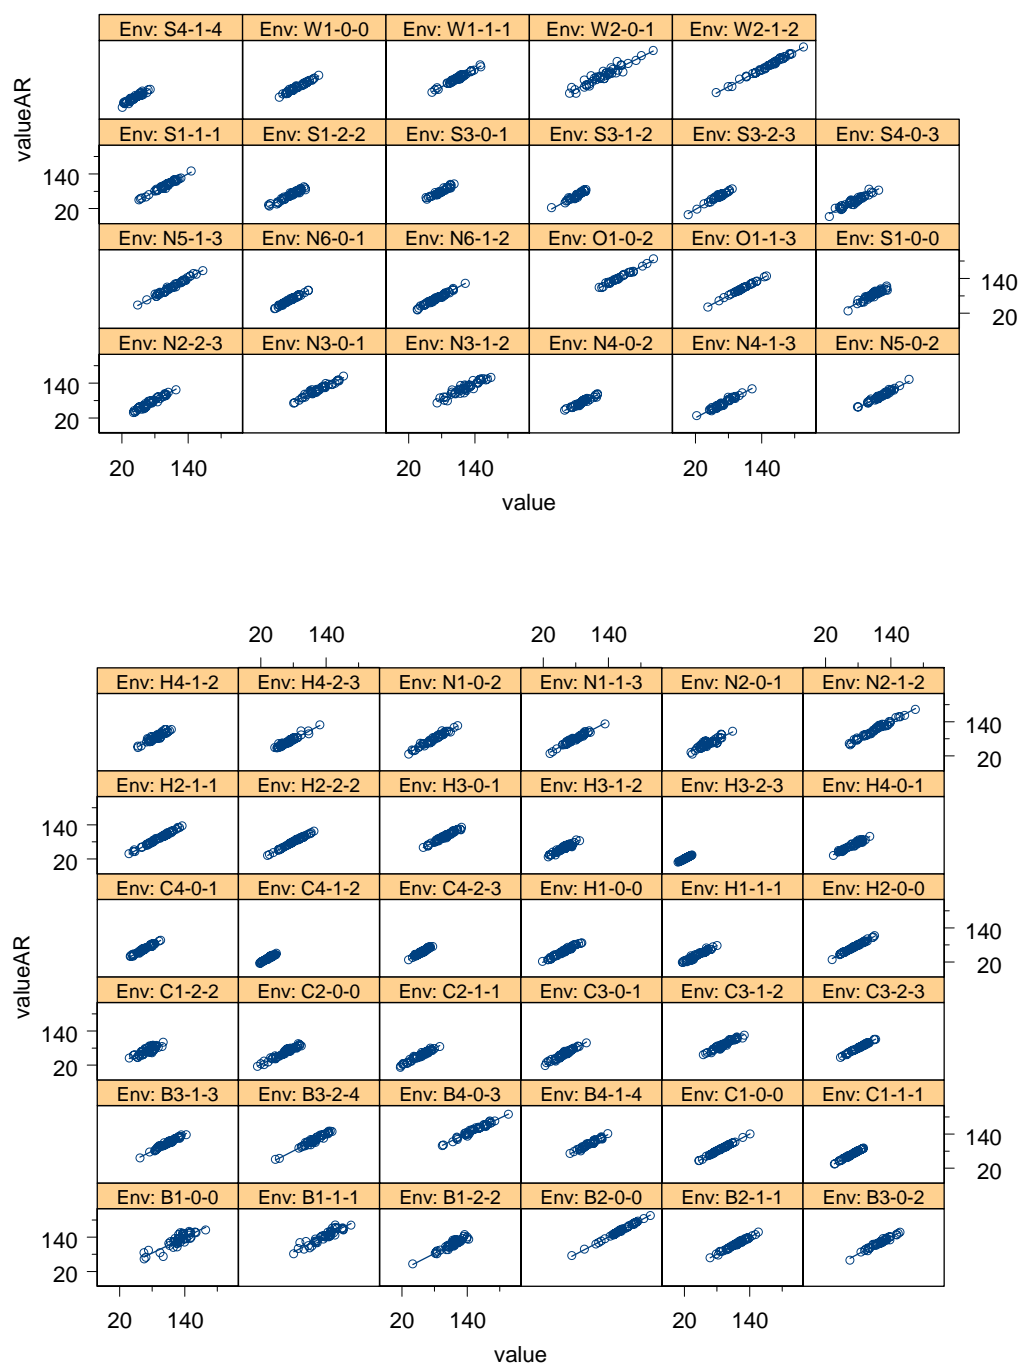 Env: S4-1-4 Env: W1-0-0 Env: W1-1-1 Env: W2-0-1 Env: W2-1-2
valueAR
Env: S1-1-1 Env: S1-2-2 Env: S3-0-1 Env: S3-1-2 Env: S3-2-3 Env: S4-0-3
140
20
Env: N5-1-3 Env: N6-0-1 Env: N6-1-2 Env: O1-0-2 Env: O1-1-3 Env: S1-0-0
140
20
Env: N2-2-3 Env: N3-0-1 Env: N3-1-2 Env: N4-0-2 Env: N4-1-3 Env: N5-0-2
140
20
20 140 20 140 20 140
value
20 140 20 140 20 140
Env: H4-1-2 Env: H4-2-3 Env: N1-0-2 Env: N1-1-3 Env: N2-0-1 Env: N2-1-2
140
20
Env: H2-1-1 Env: H2-2-2 Env: H3-0-1 Env: H3-1-2 Env: H3-2-3 Env: H4-0-1
140
20
Env: C4-0-1 Env: C4-1-2 Env: C4-2-3 Env: H1-0-0 Env: H1-1-1 Env: H2-0-0
140
20
valueAR
Env: C1-2-2 Env: C2-0-0 Env: C2-1-1 Env: C3-0-1 Env: C3-1-2 Env: C3-2-3
140
20
Env: B3-1-3 Env: B3-2-4 Env: B4-0-3 Env: B4-1-4 Env: C1-0-0 Env: C1-1-1
140
20
Env: B1-0-0 Env: B1-1-1 Env: B1-2-2 Env: B2-0-0 Env: B2-1-1 Env: B3-0-2
140
20
20 140 20 140 20 140
value